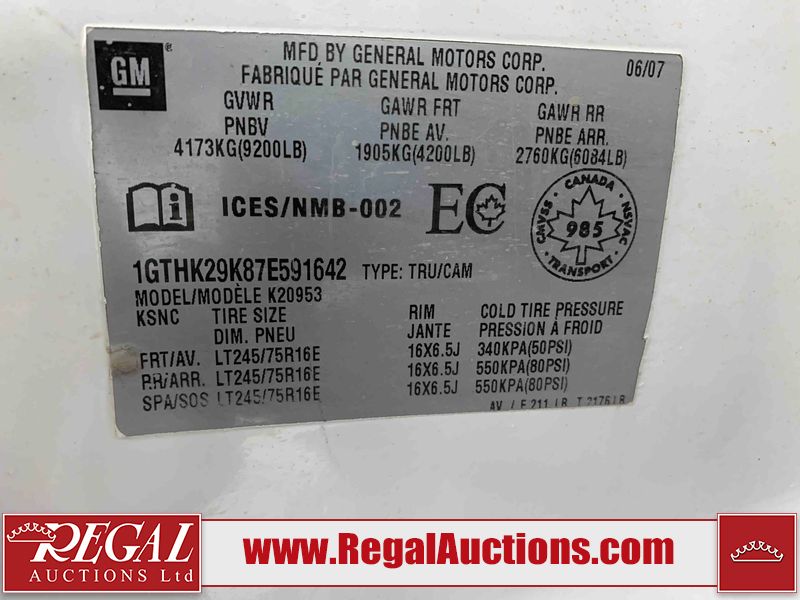 GM ®
MFD BY GENERAL MOTORS CORP. 06/07
FABRIQUÉ PAR GENERAL MOTORS CORP.
GVWR GAWR FRT GAWR RR
PNBV PNBE AV. PNBE ARR.
4173KG(9200LB) 1905KG(4200LB) 2760KG(6084LB)
ICES/NMB-002 EC
CANADA CMVSS NSVAC 985 TRANSPORT
1GTHK29K87E591642 TYPE: TRU/CAM
MODEL/MODÈLE K20953
KSNC TIRE SIZE RIM COLD TIRE PRESSURE
DIM. PNEU JANTE PRESSION À FROID
FRT/AV. LT245/75R16E 16X6.5J 340KPA(50PSI)
RR/ARR. LT245/75R16E 16X6.5J 550KPA(80PSI)
SPA/SOS LT245/75R16E 16X6.5J 550KPA(80PSI)
REGAL
AUCTIONS Ltd
www.RegalAuctions.com